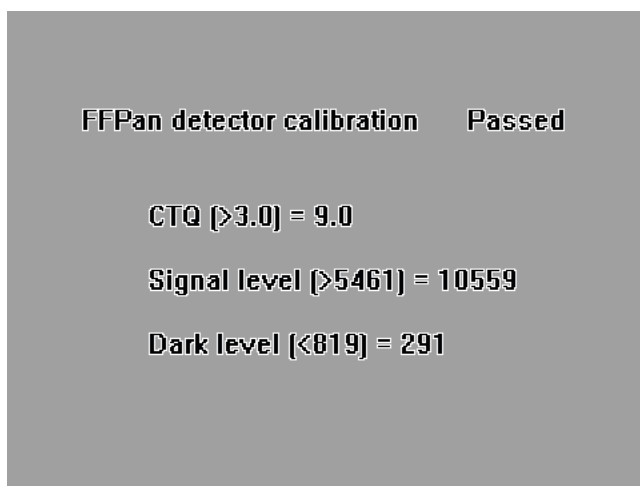 FFPan detector calibration Passed
CTQ (>3.0) = 9.0
Signal level (>5461) = 10559
Dark level (<819) = 291